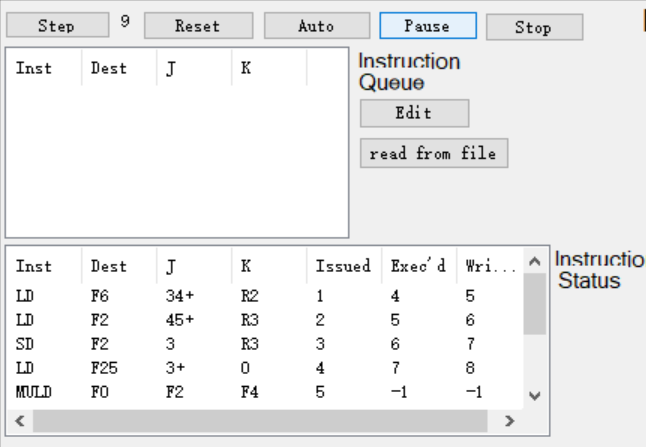 Step 9 Reset Auto Pause Stop
Inst Dest J K
Instruction
Queue
Edit
read from file
Inst Dest J K Issued Exec'd Wri...
LD F6 34+ R2 1 4 5
LD F2 45+ R3 2 5 6
SD F2 3 R3 3 6 7
LD F25 3+ 0 4 7 8
MULD F0 F2 F4 5 -1 -1
Instructio
Status